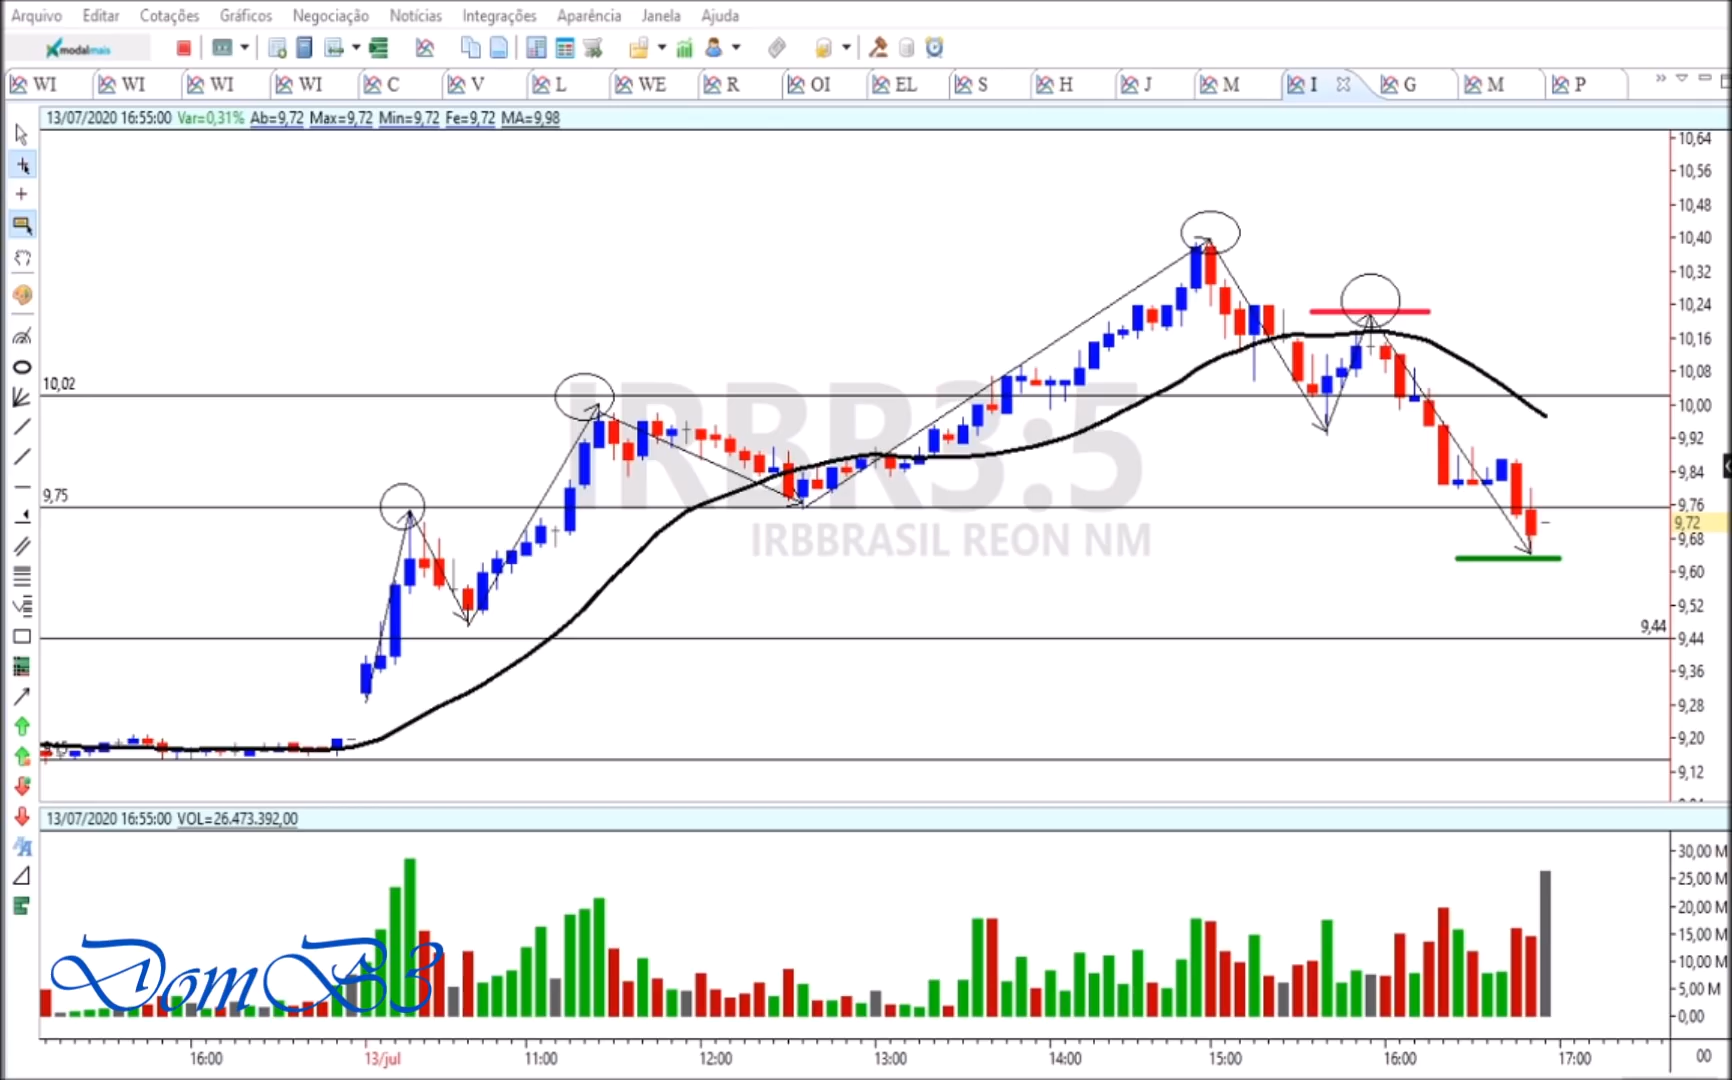 Arquivo Editar Cotações Gráficos Negociação Notícias Integrações Aparência Janela Ajuda
modalmais
WI WI WI WI C V L WE R OI EL S H J M I G M P
13/07/2020 16:55:00 Var=0,31% Ab=9,72 Max=9,72 Min=9,72 Fe=9,72 MA=9,98
10,64
10,56
10,48
10,40
10,32
10,24
10,16
10,08
10,02
10,00
9,92
9,84
9,75
9,76
9,72
9,68
9,60
9,52
9,44
9,44
9,36
9,28
9,20
9,12
IRBR3:5
IRBBRASIL REON NM
13/07/2020 16:55:00 VOL=26.473.392,00
30,00 M
25,00 M
20,00 M
15,00 M
10,00 M
5,00 M
0,00
DomB3
16:00 13/jul 11:00 12:00 13:00 14:00 15:00 16:00 17:00 00